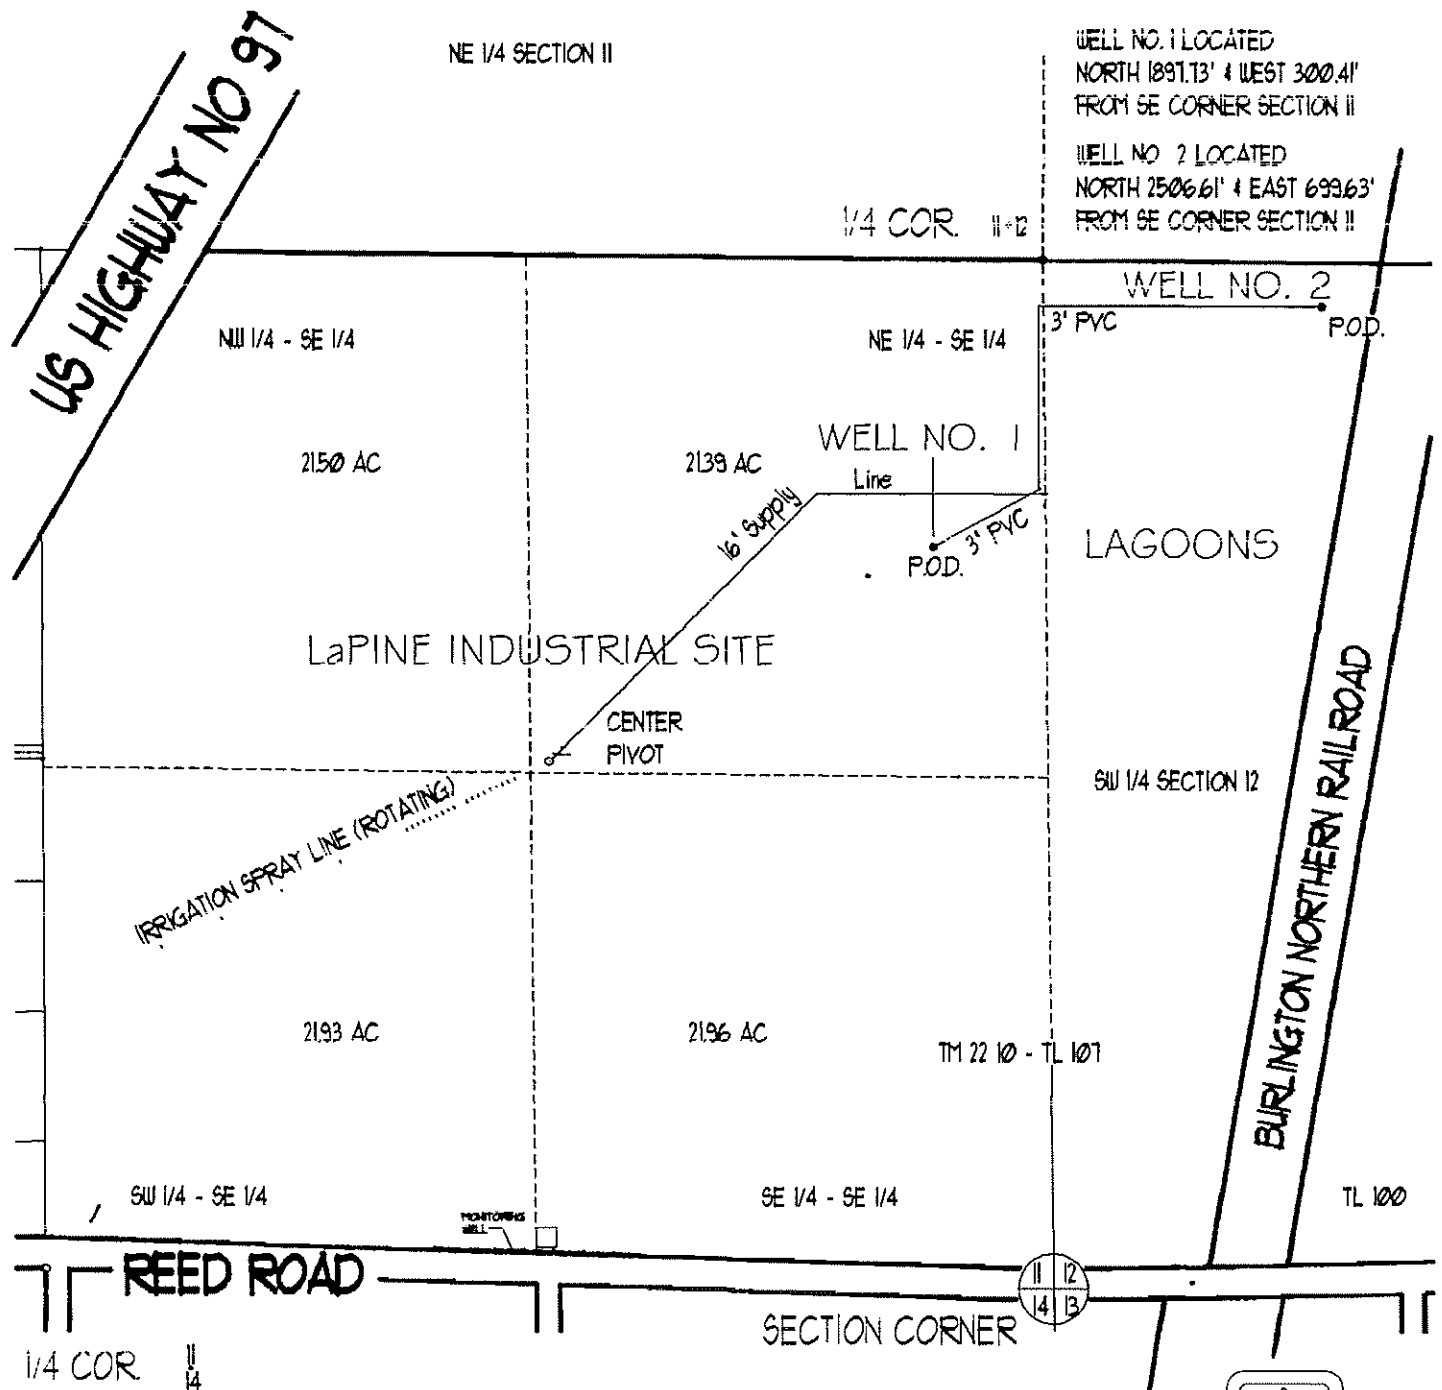 US HIGHWAY NO 97
NE 1/4 SECTION 11
WELL NO. 1 LOCATED
NORTH 1897.73' & WEST 300.41'
FROM SE CORNER SECTION 11
WELL NO 2 LOCATED
NORTH 2506.61' & EAST 699.63'
FROM SE CORNER SECTION 11
1/4 COR. 11-12
WELL NO. 2
3' PVC
P.O.D.
NW 1/4 - SE 1/4
NE 1/4 - SE 1/4
WELL NO. 1
21.50 AC
21.39 AC
Line
16' Supply
3' PVC
P.O.D.
LAGOONS
LaPINE INDUSTRIAL SITE
CENTER
PIVOT
SW 1/4 SECTION 12
BURLINGTON NORTHERN RAILROAD
IRRIGATION SPRAY LINE (ROTATING)
21.93 AC
21.96 AC
TM 22 10 - TL 107
SW 1/4 - SE 1/4
SE 1/4 - SE 1/4
TL 100
MONITORING
WELL
REED ROAD
11 12
14 13
SECTION CORNER
1/4 COR.
11
14